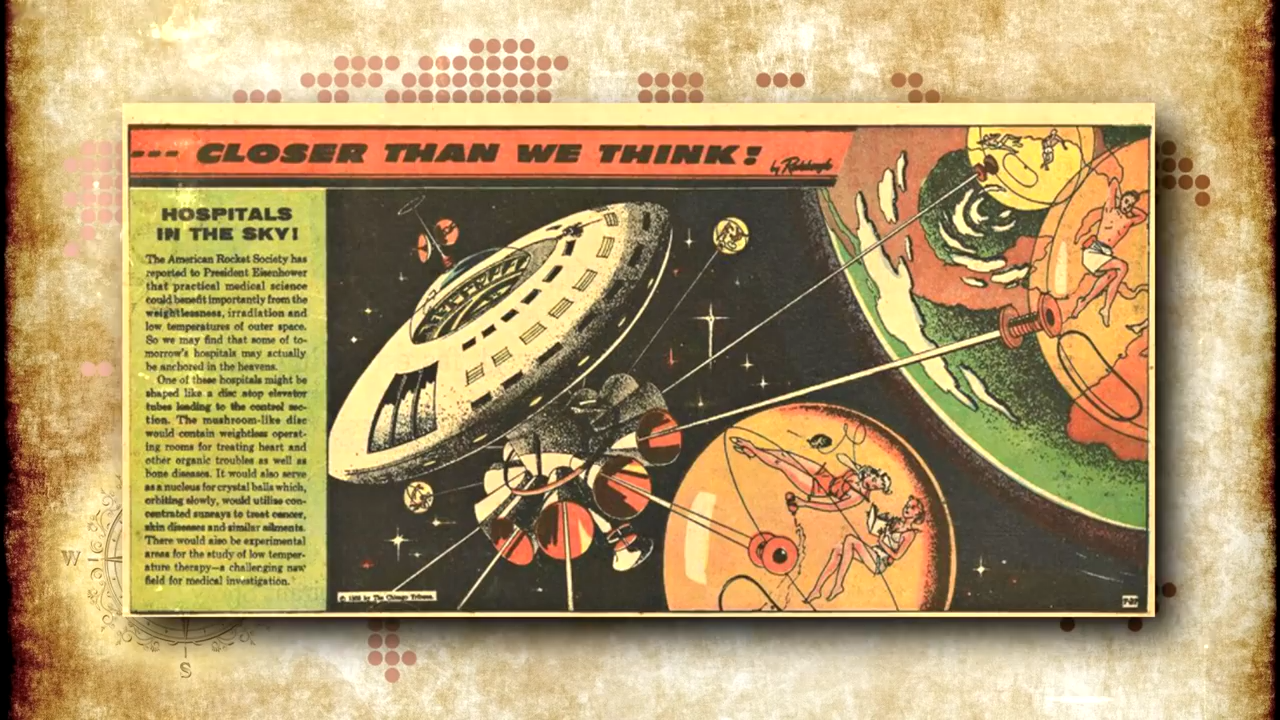 --- CLOSER THAN WE THINK!
by Radebaugh
HOSPITALS
IN THE SKY!
The American Rocket Society has
reported to President Eisenhower
that practical medical science
could benefit importantly from the
weightlessness, irradiation and
low temperatures of outer space.
So we may find that some of to-
morrow's hospitals may actually
be anchored in the heavens.
One of these hospitals might be
shaped like a disc atop elevator
tubes leading to the control sec-
tion. The mushroom-like disc
would contain weightless operat-
ing rooms for treating heart and
other organic troubles as well as
bone diseases. It would also serve
as a nucleus for crystal balls which,
orbiting slowly, would utilize con-
centrated sunrays to treat cancer,
skin diseases and similar ailments.
There would also be experimental
areas for the study of low temper-
ature therapy—a challenging new
field for medical investigation.
by The Chicago Tribune.
W
S